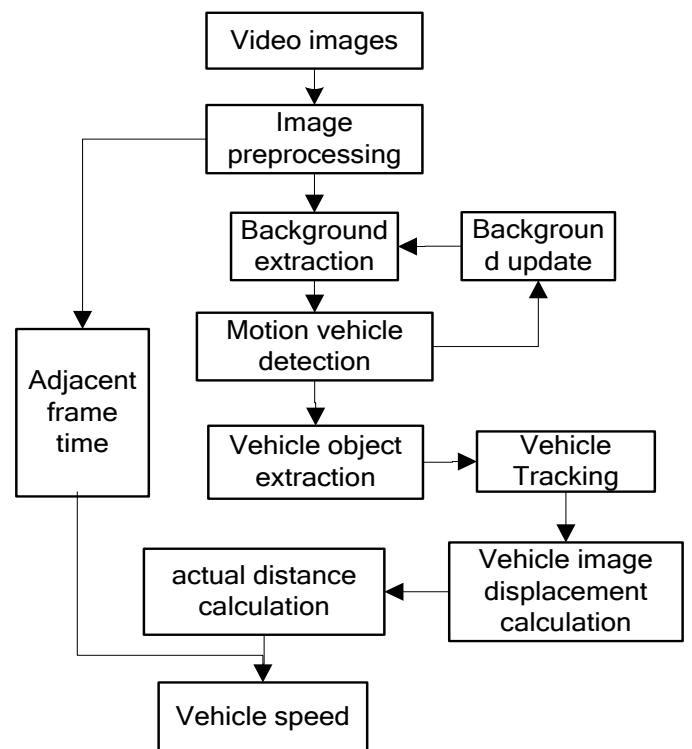 Video images
Image
preprocessing
Background
extraction
Backgroun
d update
Motion vehicle
detection
Adjacent
frame
time
Vehicle object
extraction
Vehicle
Tracking
actual distance
calculation
Vehicle image
displacement
calculation
Vehicle speed